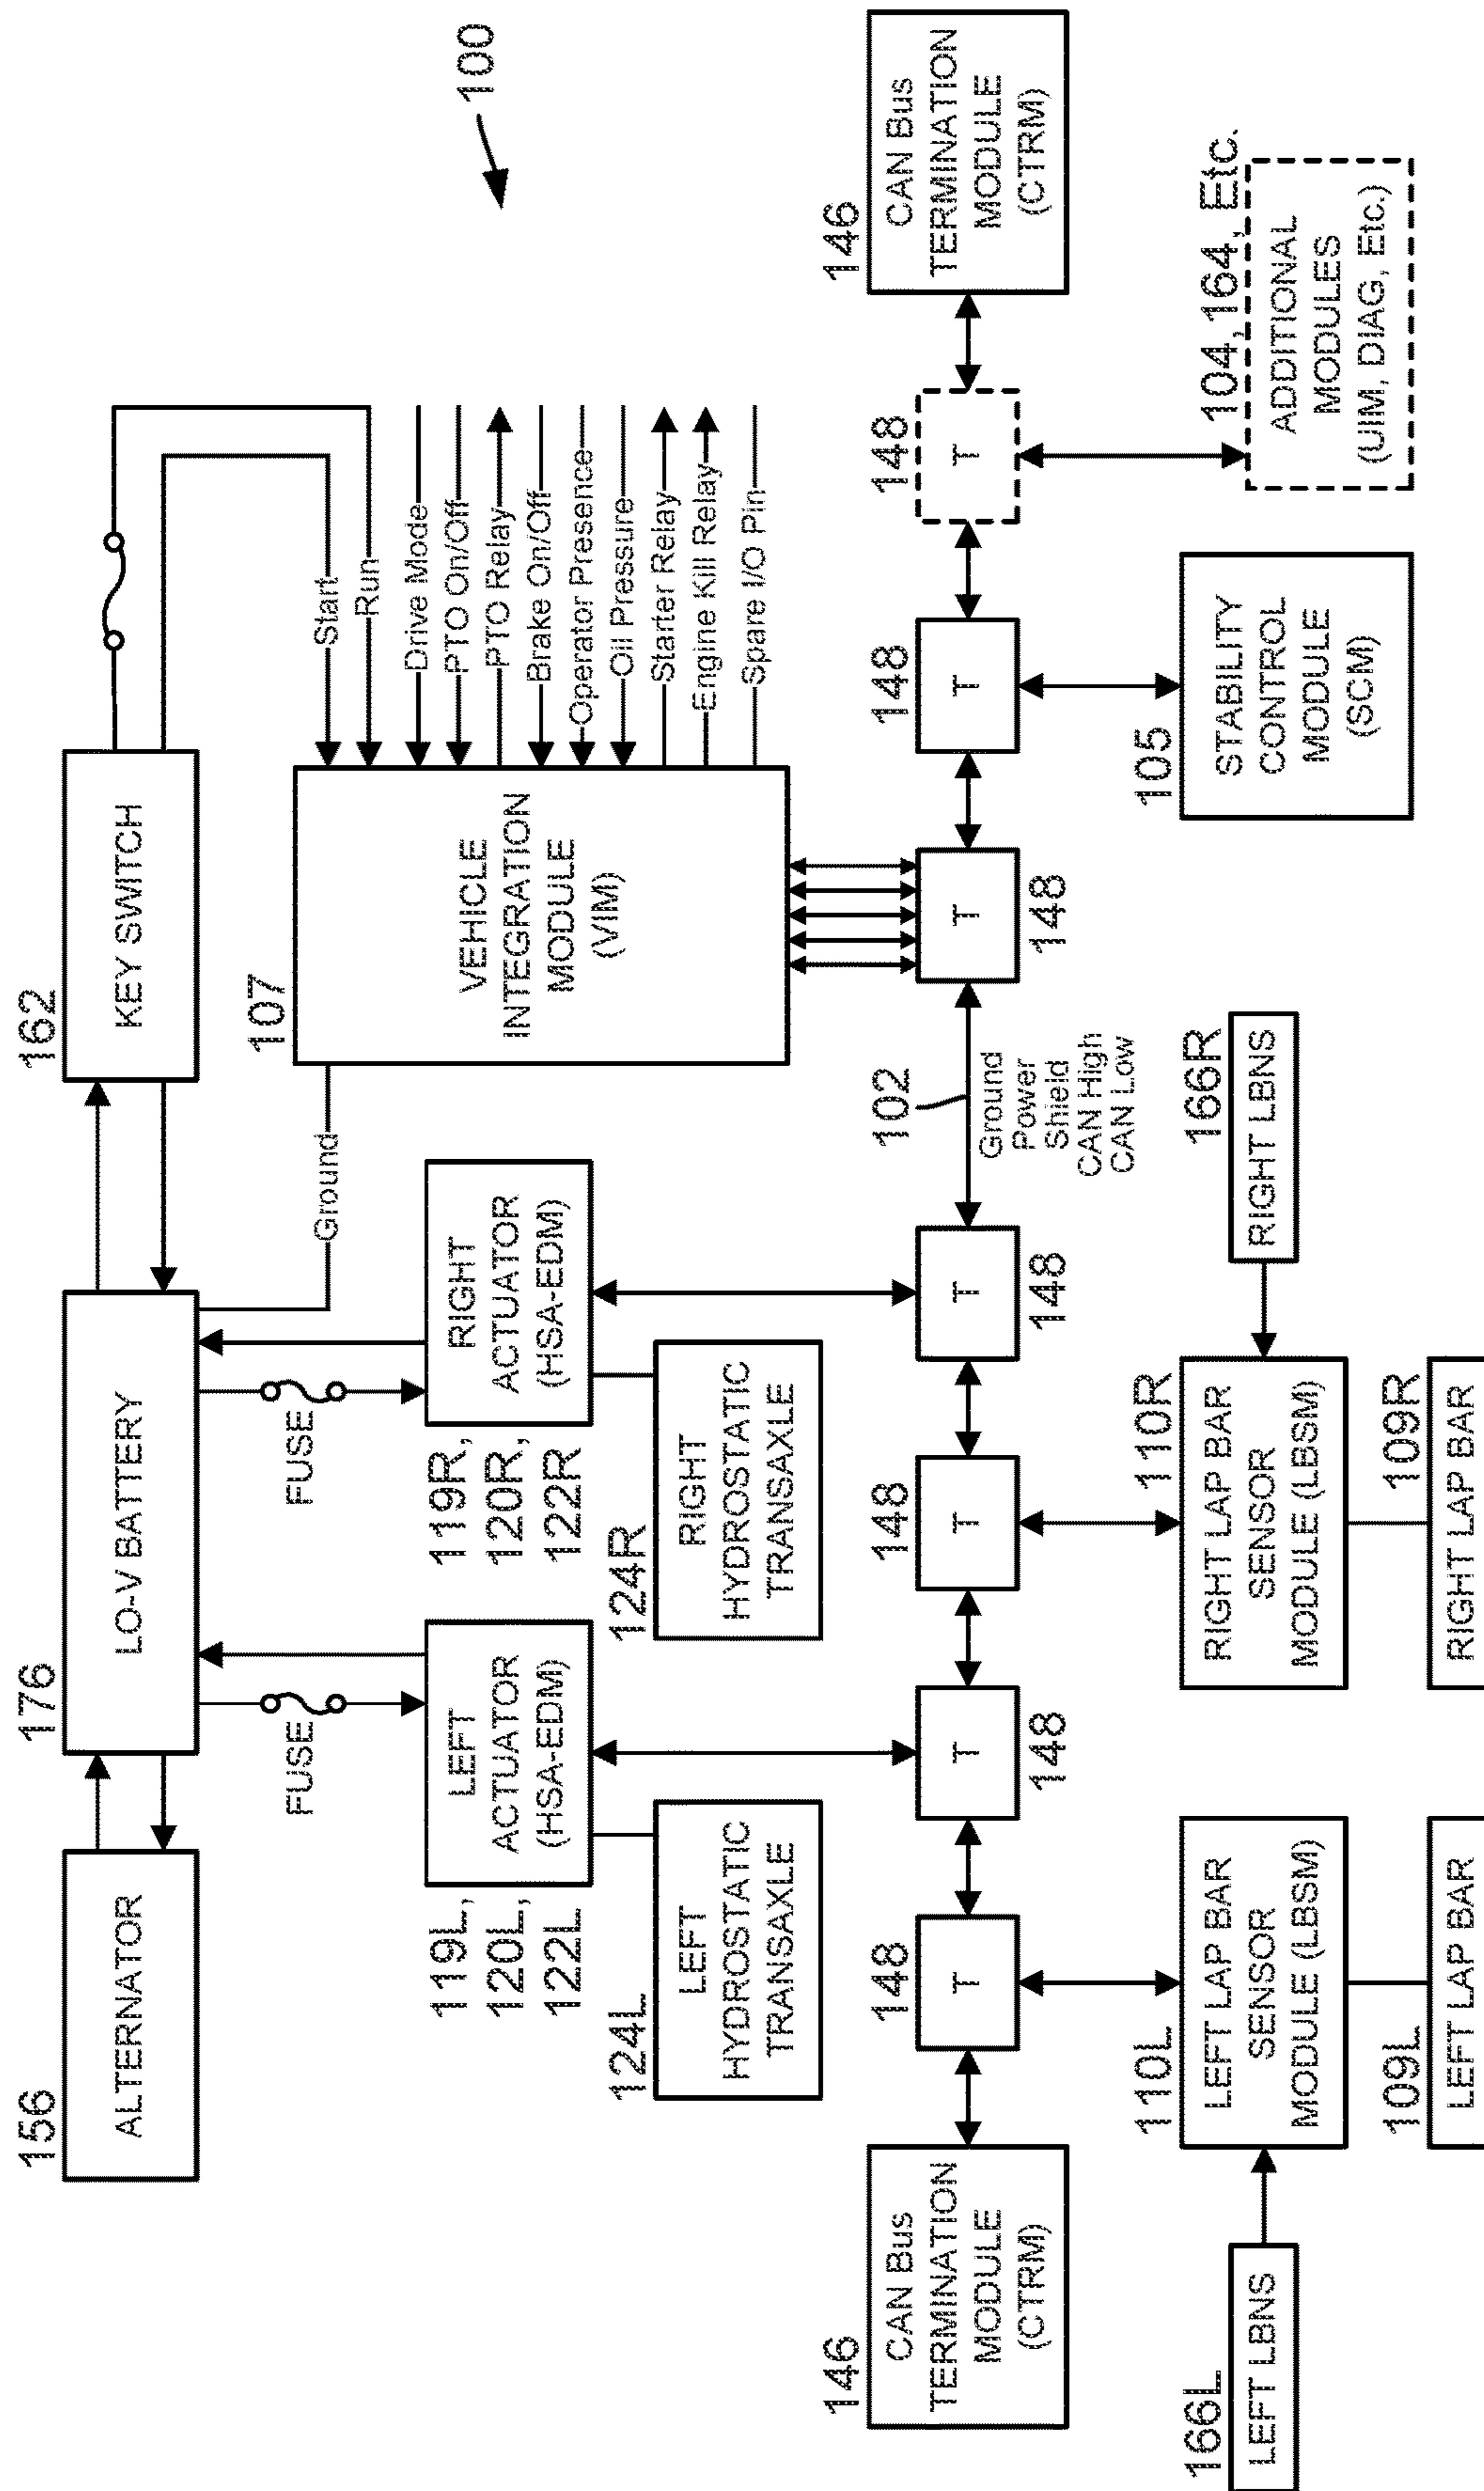 100
156
ALTERNATOR
176
LO-V BATTERY
162
KEY SWITCH
FUSE
FUSE
Ground
107
VEHICLE
INTEGRATION
MODULE
(VIM)
Start
Run
Drive Mode
PTO On/Off
PTO Relay
Brake On/Off
Operator Presence
Oil Pressure
Starter Relay
Engine Kill Relay
Spare I/O Pin
119L,
120L,
122L
LEFT
ACTUATOR
(HSA-EDM)
119R,
120R,
122R
RIGHT
ACTUATOR
(HSA-EDM)
124L
LEFT
HYDROSTATIC
TRANSAXLE
124R
RIGHT
HYDROSTATIC
TRANSAXLE
146
CAN Bus
TERMINATION
MODULE
(CTRM)
148
T
T
148
148
T
T
148
102
Ground
Power
Shield
CAN High
CAN Low
T
148
148
T
148
T
146
CAN Bus
TERMINATION
MODULE
(CTRM)
166L
LEFT LBNS
110L
LEFT LAP BAR
SENSOR
MODULE (LBSM)
109L
LEFT LAP BAR
110R
RIGHT LAP BAR
SENSOR
MODULE (LBSM)
109R
RIGHT LAP BAR
166R
RIGHT LBNS
105
STABILITY
CONTROL
MODULE
(SCM)
104, 164, Etc.
ADDITIONAL
MODULES
(UIM, DIAG, Etc.)